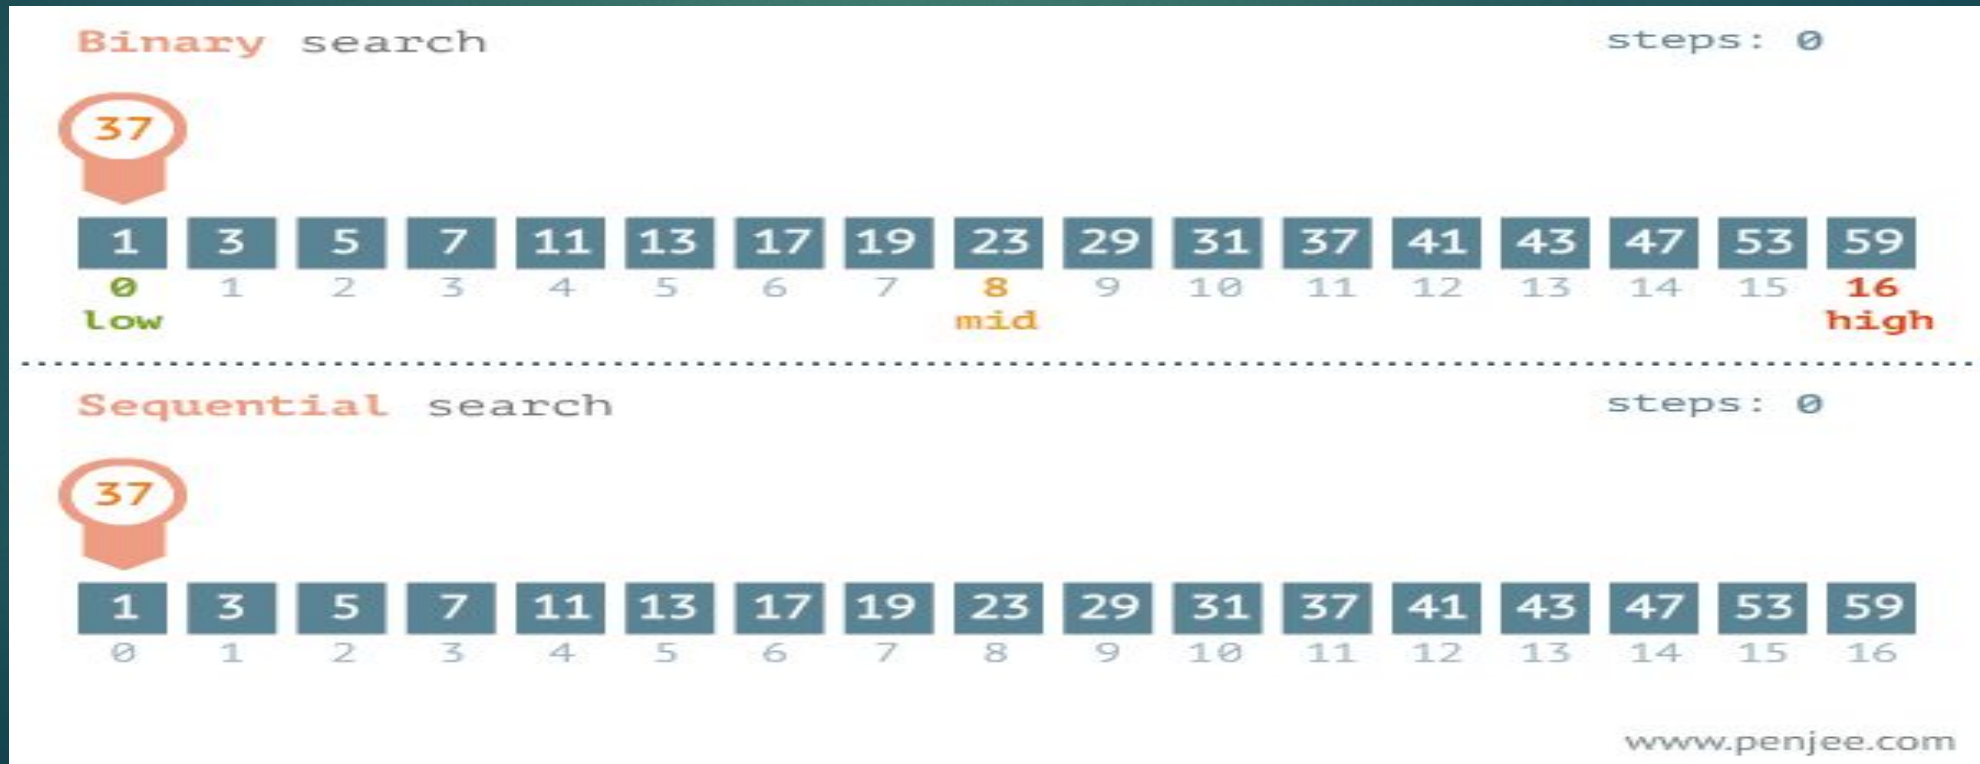 Binary search steps: 0
37
1 3 5 7 11 13 17 19 23 29 31 37 41 43 47 53 59
0 1 2 3 4 5 6 7 8 9 10 11 12 13 14 15 16
low mid high
Sequential search steps: 0
37
1 3 5 7 11 13 17 19 23 29 31 37 41 43 47 53 59
0 1 2 3 4 5 6 7 8 9 10 11 12 13 14 15 16
www.penjee.com